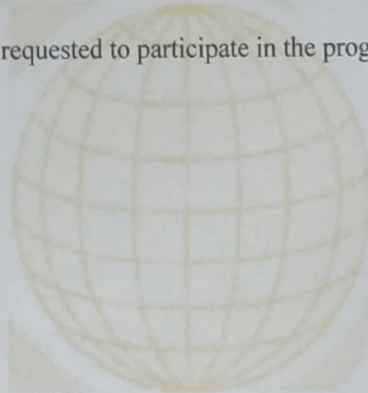 requested to participate in the prog